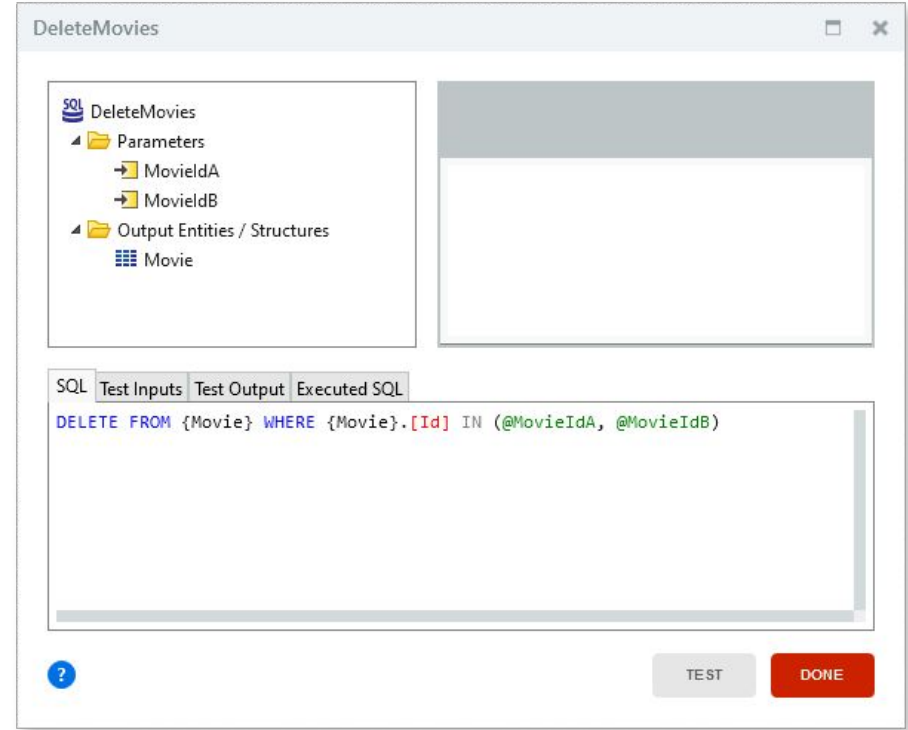 DeleteMovies
SQL DeleteMovies
Parameters
MovieIdA
MovieIdB
Output Entities / Structures
Movie
SQL Test Inputs Test Output Executed SQL
DELETE FROM {Movie} WHERE {Movie}.[Id] IN (@MovieIdA, @MovieIdB)
? TEST DONE